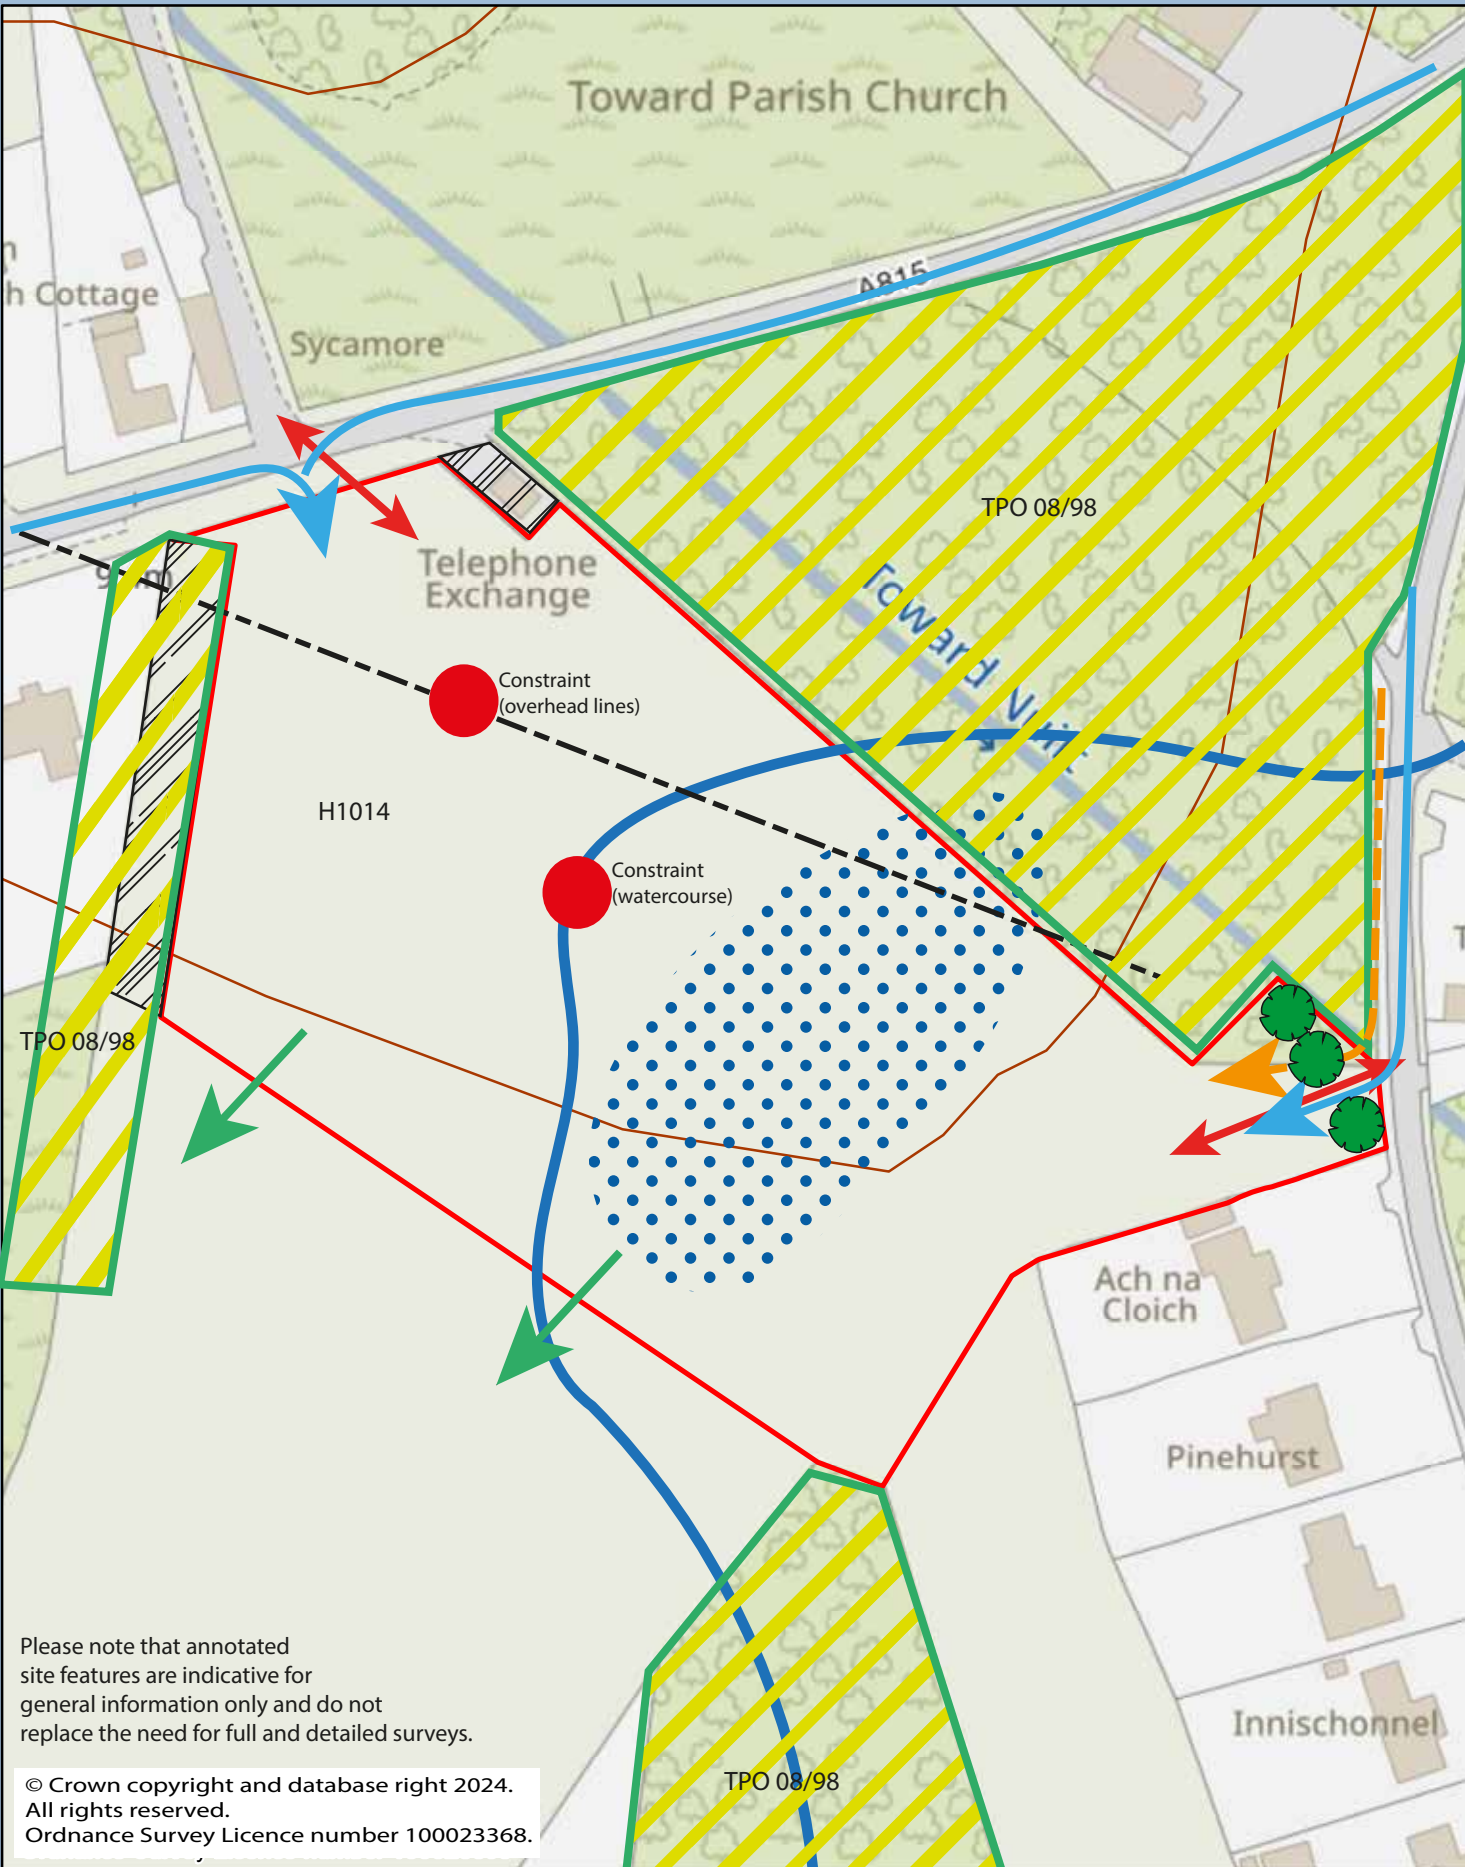 Toward Parish Church
h Cottage
A815
Sycamore
TPO 08/98
Telephone
Exchange
Toward
Constraint
(overhead lines)
H1014
Constraint
(watercourse)
TPO 08/98
Ach na
Cloich
Pinehurst
Please note that annotated
site features are indicative for
general information only and do not
replace the need for full and detailed surveys.
Innischonnel
TPO 08/98
© Crown copyright and database right 2024.
All rights reserved.
Ordnance Survey Licence number 100023368.